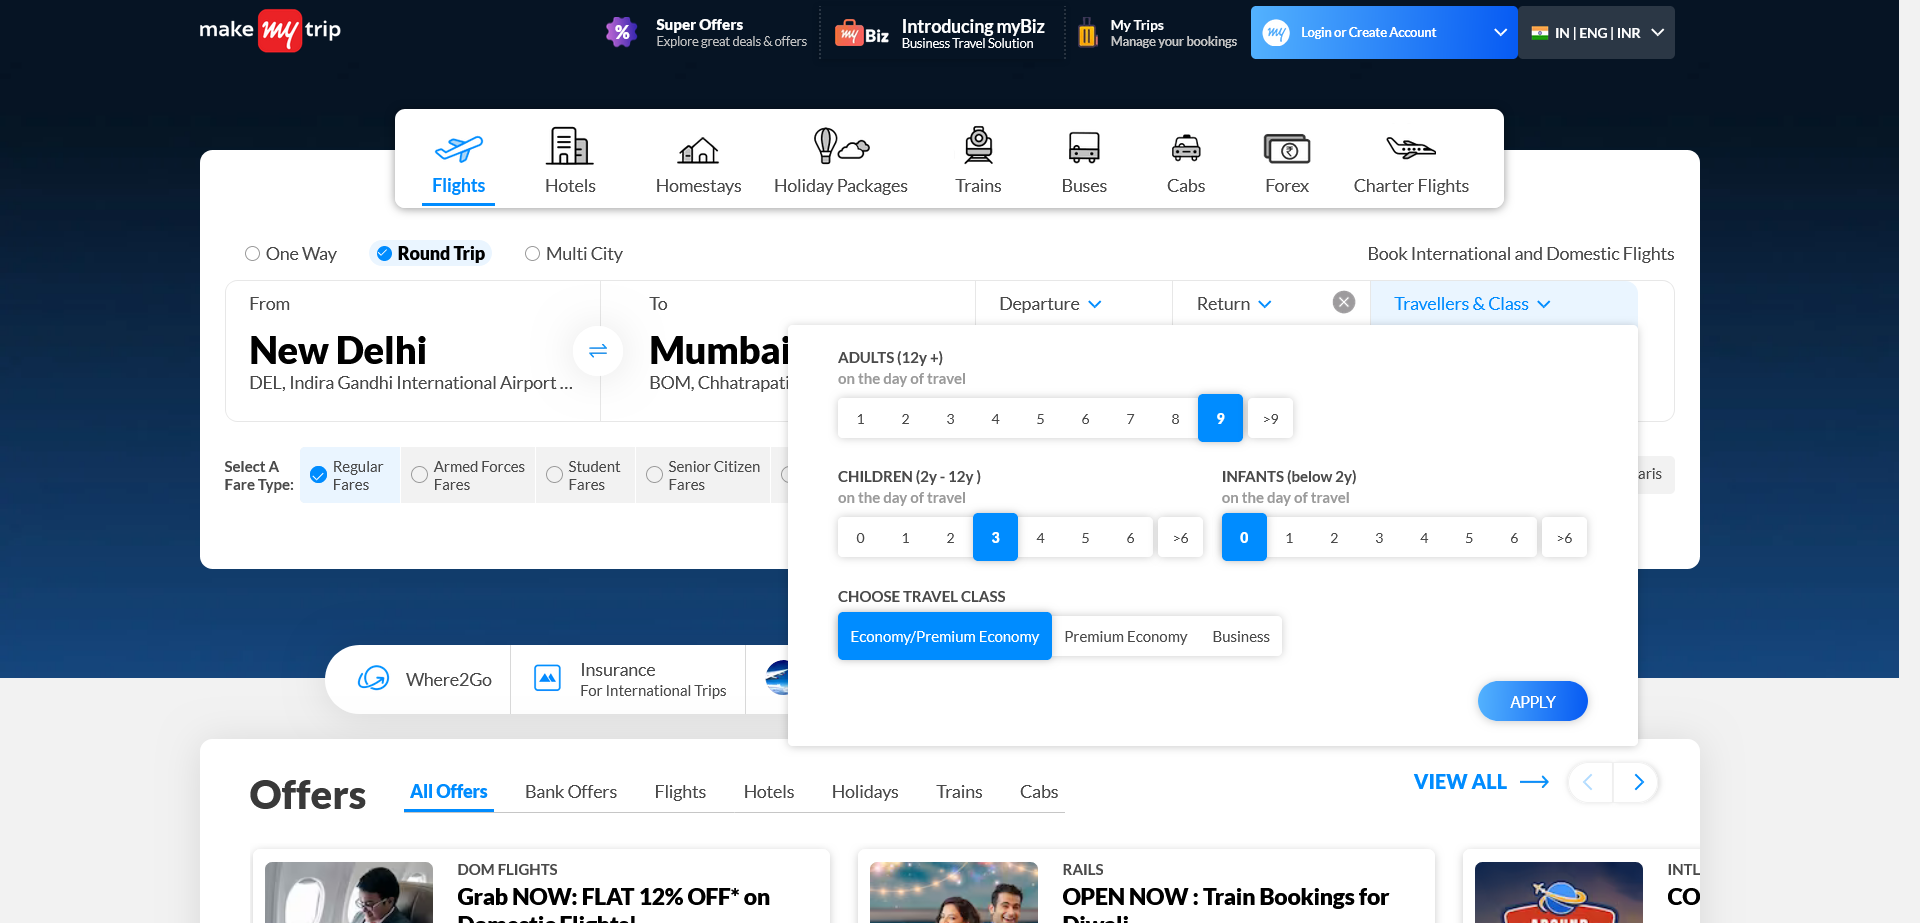 make my trip
%
Super Offers
Explore great deals & offers
my Biz
Introducing myBiz
Business Travel Solution
My Trips
Manage your bookings
my
Login or Create Account
IN | ENG | INR
Flights
Hotels
Homestays
Holiday Packages
Trains
Buses
Cabs
Forex
Charter Flights
One Way
Round Trip
Multi City
Book International and Domestic Flights
From
New Delhi
DEL, Indira Gandhi International Airport ...
To
Mumbai
BOM, Chhatrapati
Departure
Return
Travellers & Class
ADULTS (12y +)
on the day of travel
1 2 3 4 5 6 7 8 9 >9
CHILDREN (2y - 12y )
on the day of travel
0 1 2 3 4 5 6 >6
INFANTS (below 2y)
on the day of travel
0 1 2 3 4 5 6 >6
CHOOSE TRAVEL CLASS
Economy/Premium Economy
Premium Economy
Business
APPLY
Select A
Fare Type:
Regular
Fares
Armed Forces
Fares
Student
Fares
Senior Citizen
Fares
aris
Where2Go
Insurance
For International Trips
Offers
All Offers
Bank Offers
Flights
Hotels
Holidays
Trains
Cabs
VIEW ALL
DOM FLIGHTS
Grab NOW: FLAT 12% OFF* on
Domestic Flights!
RAILS
OPEN NOW : Train Bookings for
Diwali
INTL
CO
AROUND